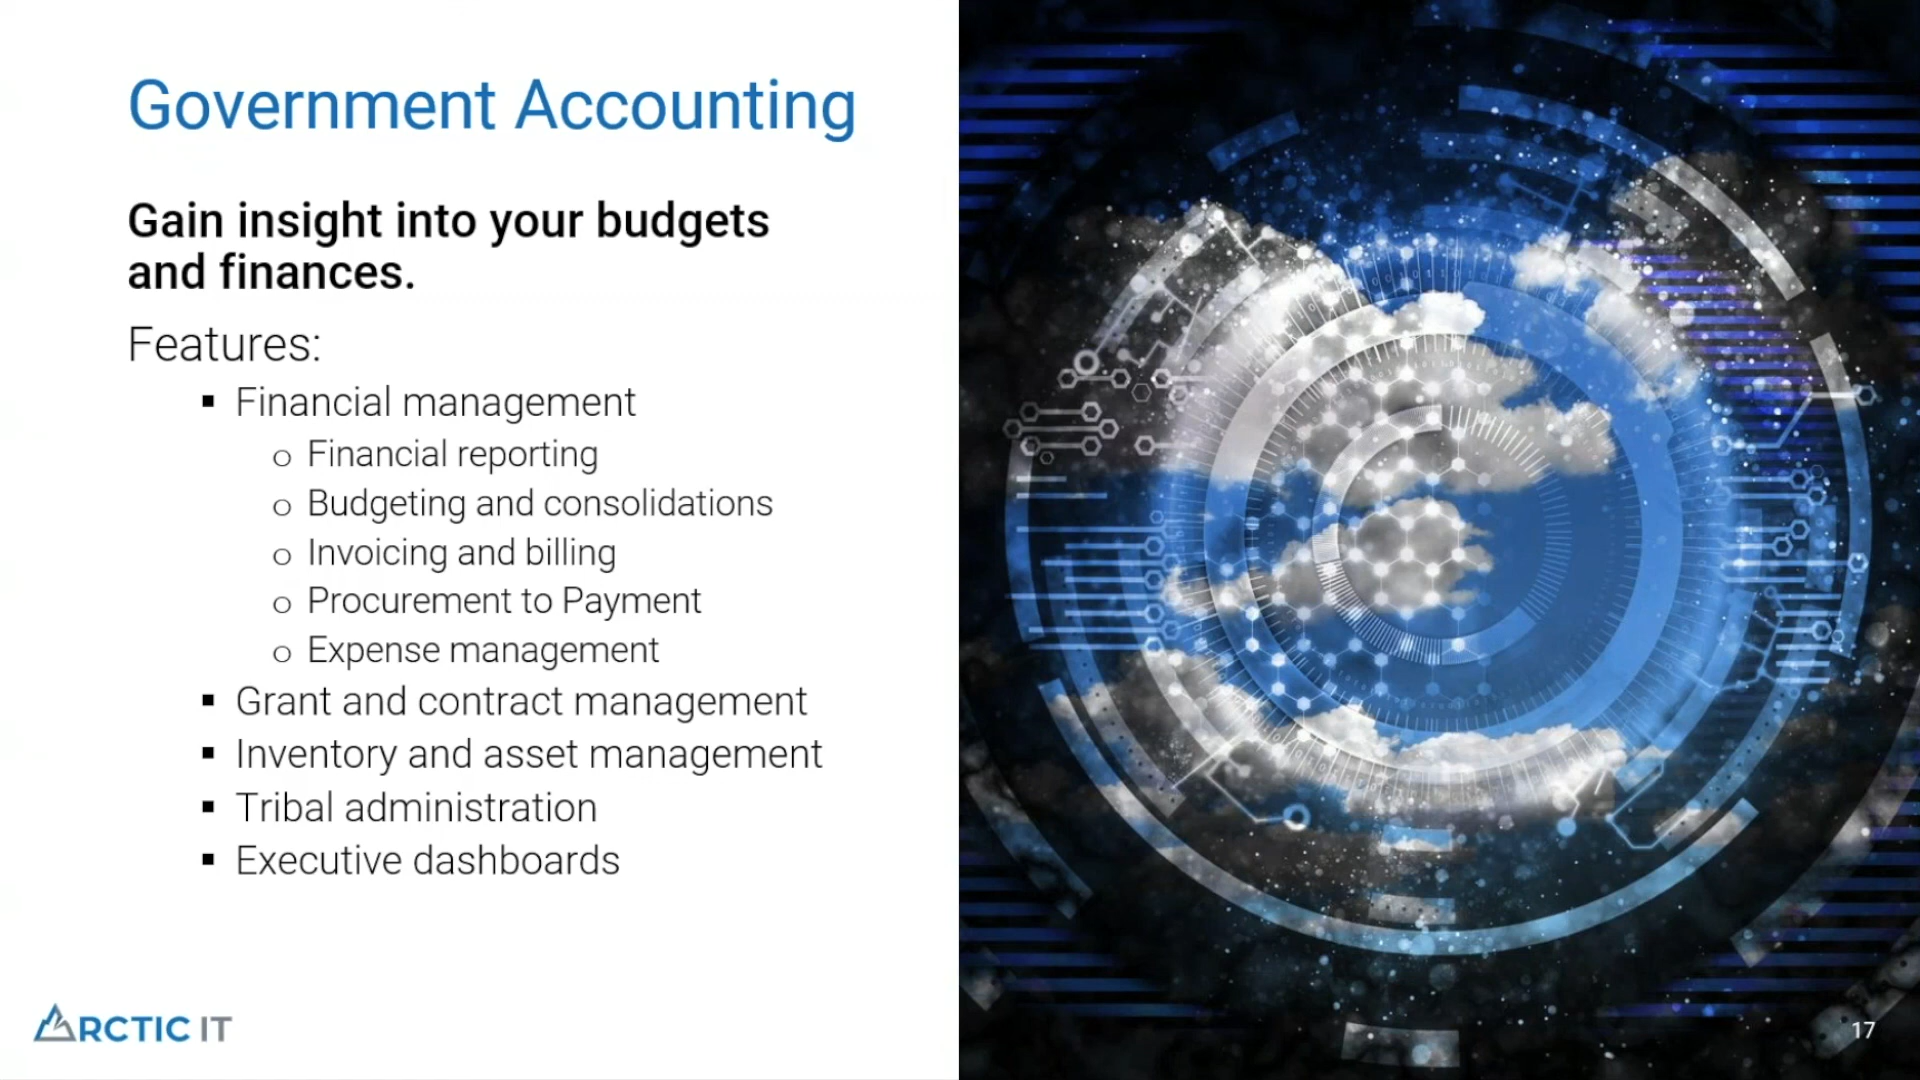 Government Accounting
Gain insight into your budgets
and finances.
Features:
▪ Financial management
o Financial reporting
o Budgeting and consolidations
o Invoicing and billing
o Procurement to Payment
o Expense management
▪ Grant and contract management
▪ Inventory and asset management
▪ Tribal administration
▪ Executive dashboards
ARCTIC IT
17